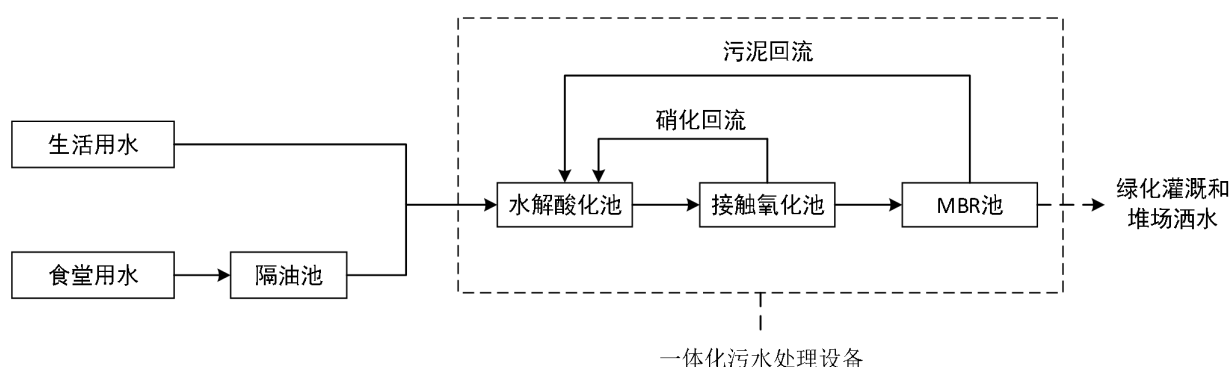 污泥回流
硝化回流
生活用水
水解酸化池
接触氧化池
MBR池
绿化灌溉和
堆场洒水
食堂用水
隔油池
一体化污水处理设备